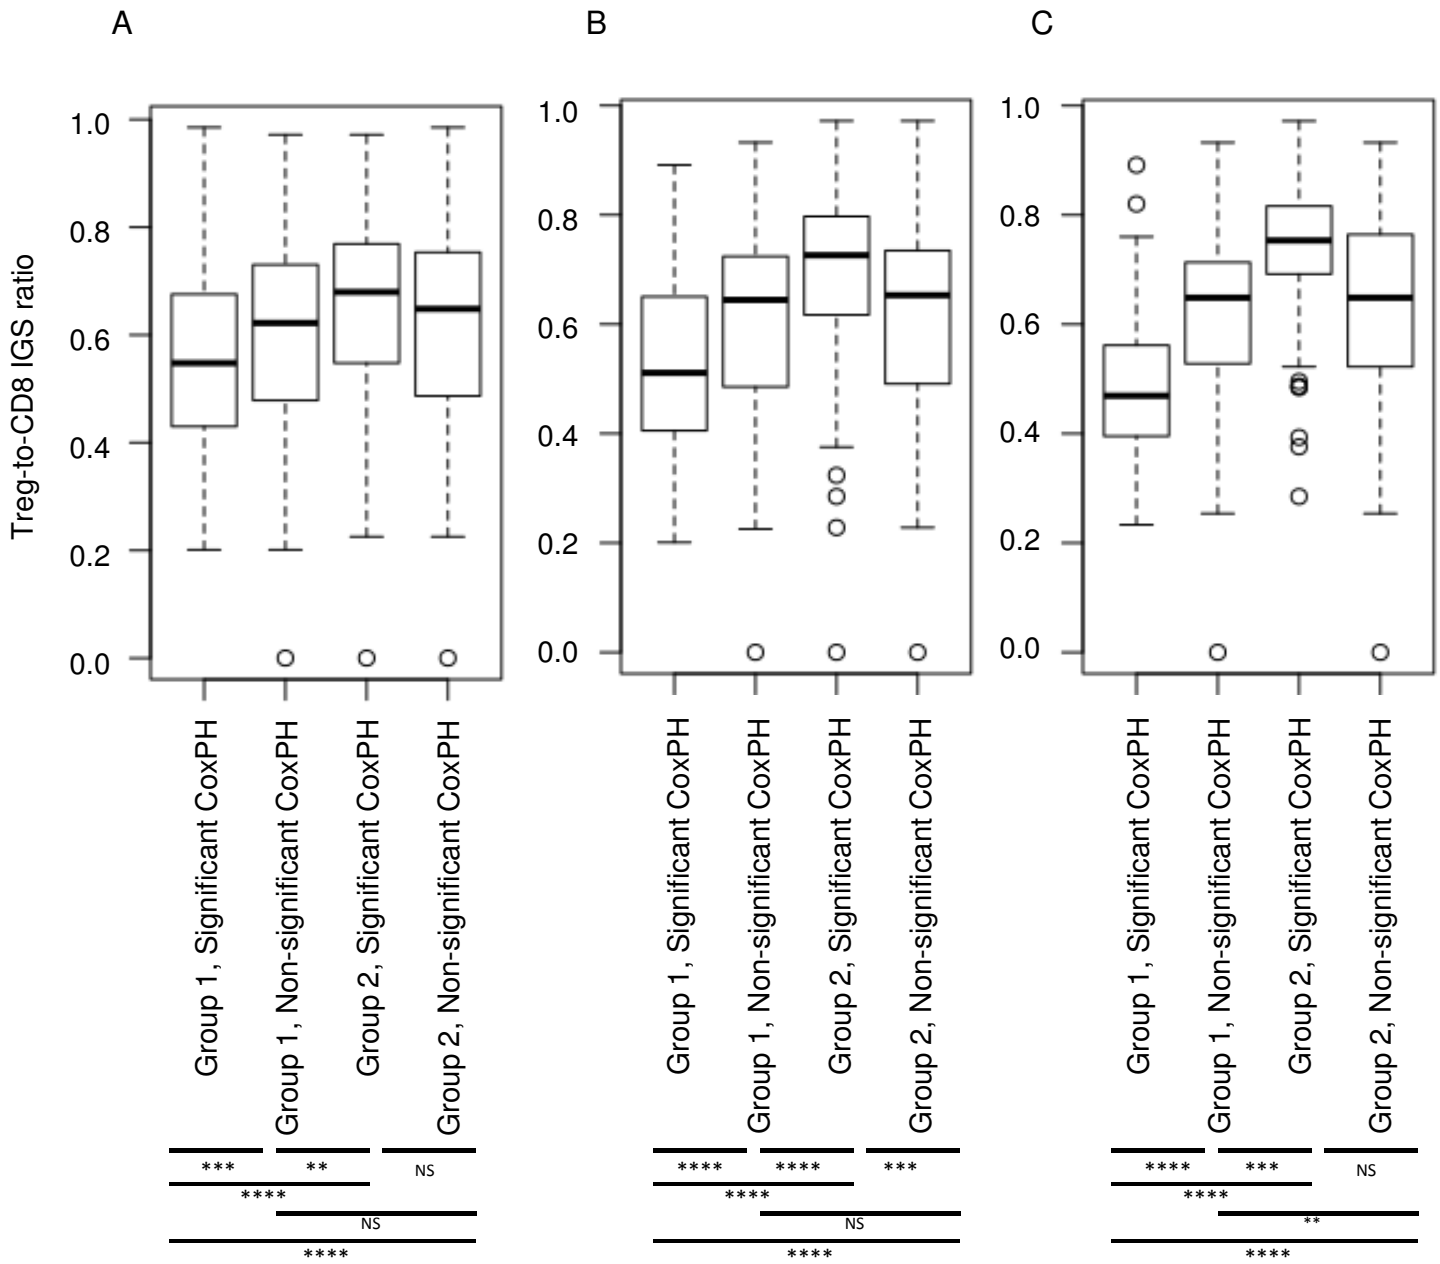 A B C
Treg-to-CD8 IGS ratio
1.0
0.8
0.6
0.4
0.2
0.0
Group 1, Significant CoxPH
Group 1, Non-significant CoxPH
Group 2, Significant CoxPH
Group 2, Non-significant CoxPH
*** ** NS
****
NS
****
1.0
0.8
0.6
0.4
0.2
0.0
Group 1, Significant CoxPH
Group 1, Non-significant CoxPH
Group 2, Significant CoxPH
Group 2, Non-significant CoxPH
**** **** ***
****
NS
****
1.0
0.8
0.6
0.4
0.2
0.0
Group 1, Significant CoxPH
Group 1, Non-significant CoxPH
Group 2, Significant CoxPH
Group 2, Non-significant CoxPH
**** *** NS
****
**
****